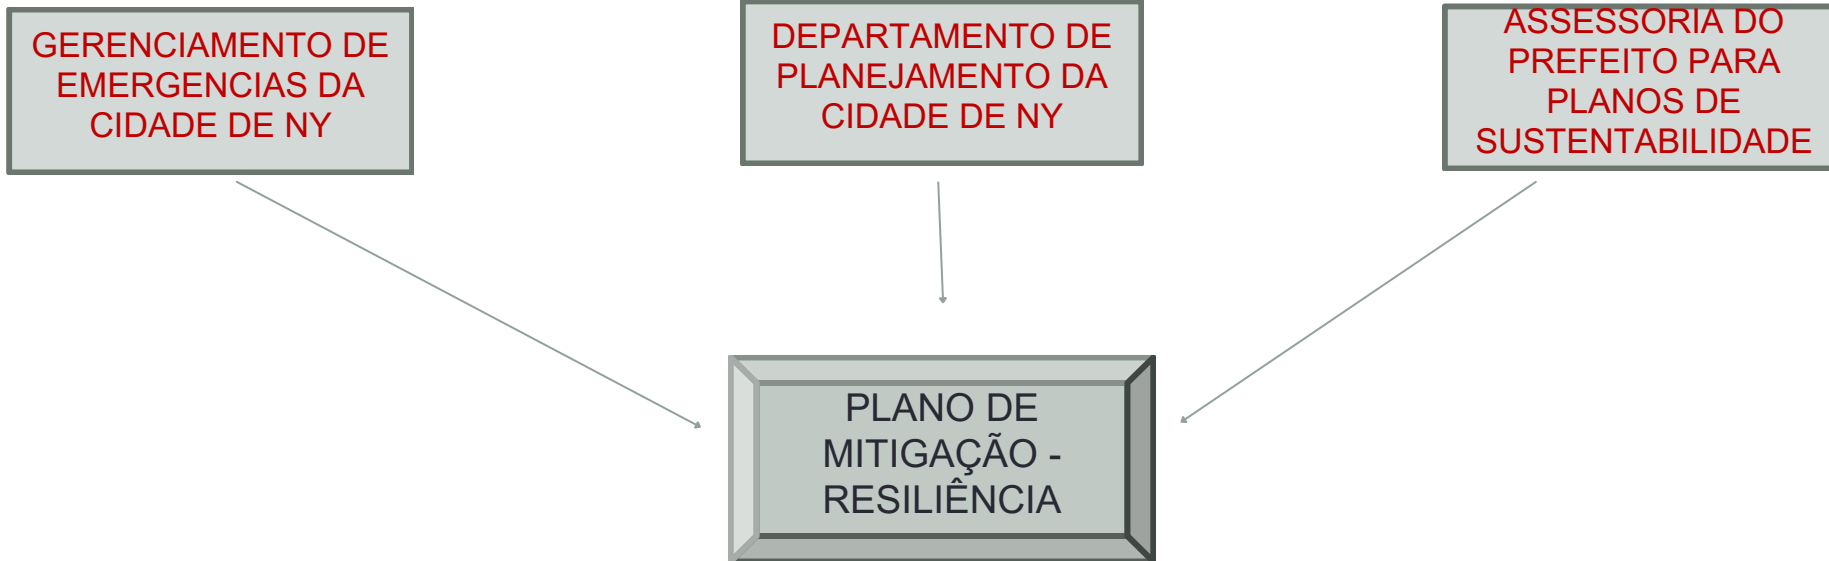 GERENCIAMENTO DE
EMERGENCIAS DA
CIDADE DE NY
DEPARTAMENTO DE
PLANEJAMENTO DA
CIDADE DE NY
ASSESSORIA DO
PREFEITO PARA
PLANOS DE
SUSTENTABILIDADE
PLANO DE
MITIGAÇÃO -
RESILIÊNCIA